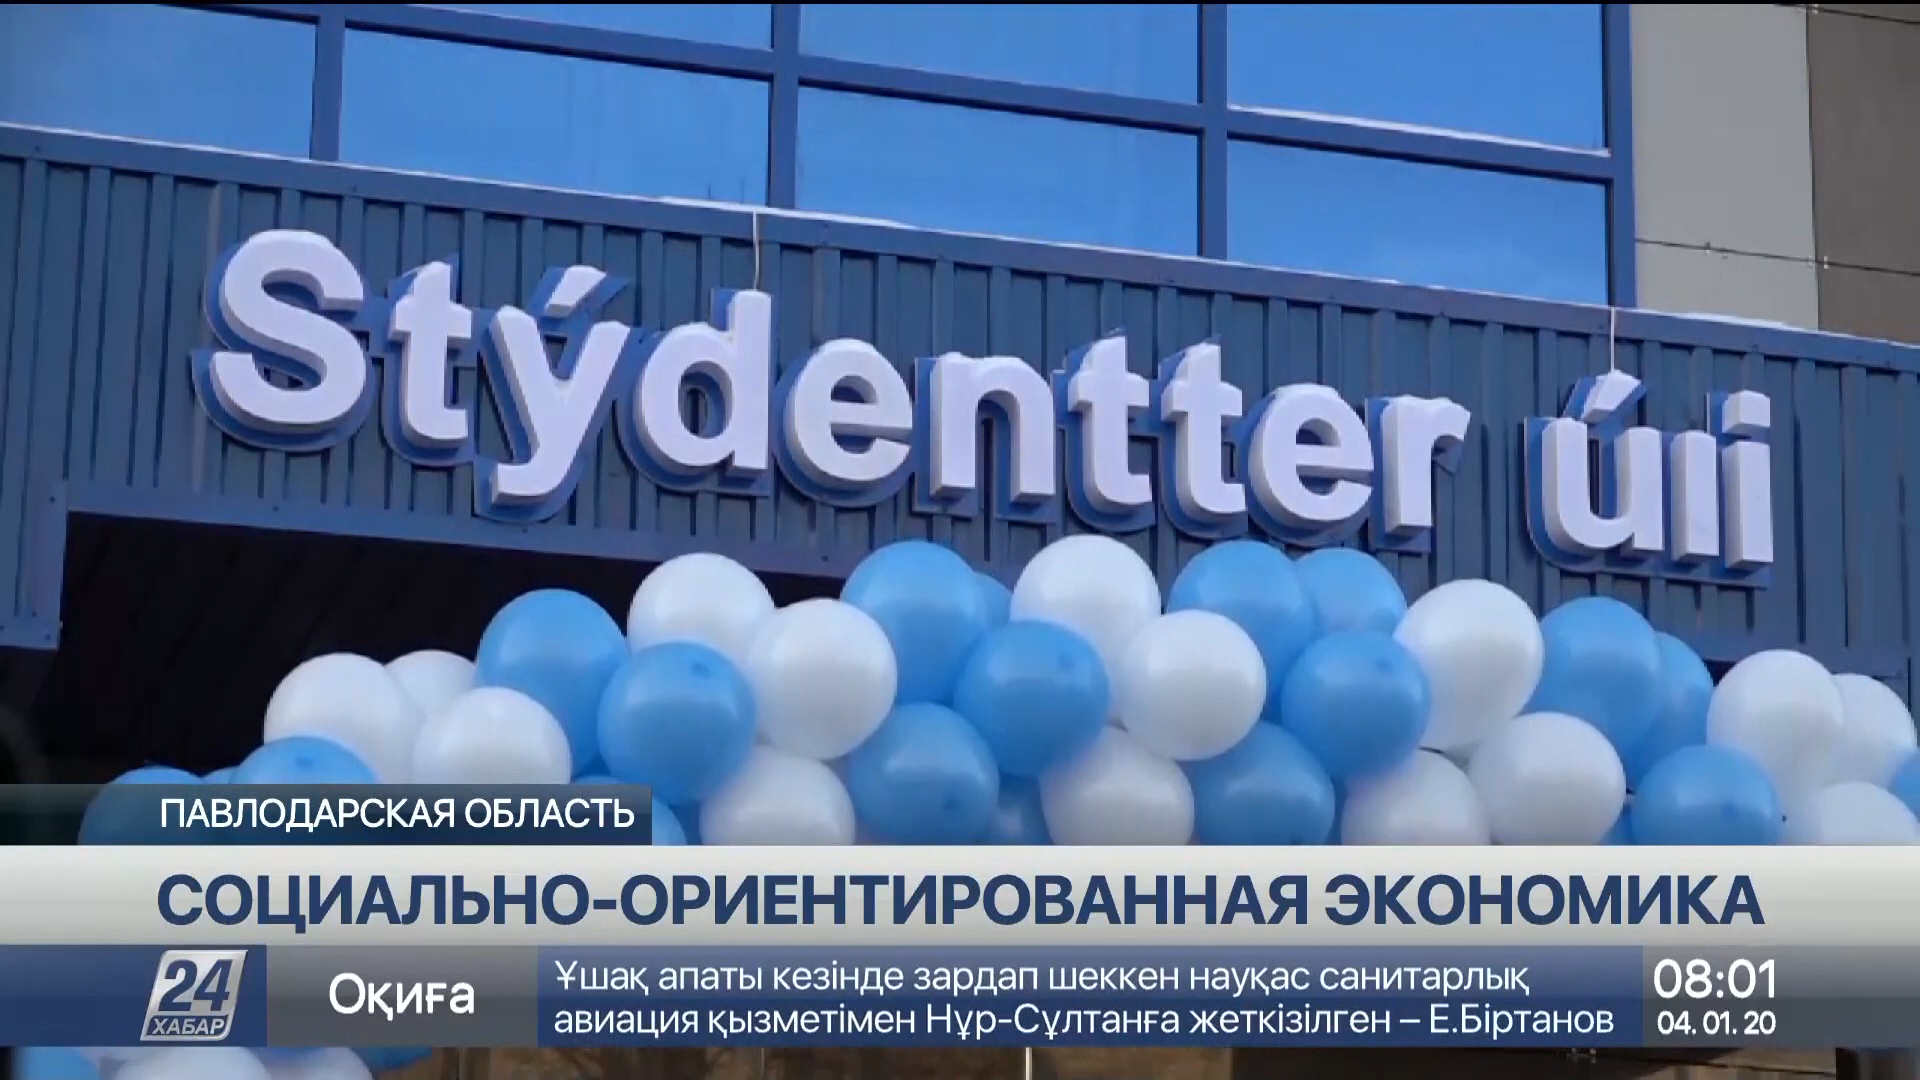 Stýdentter úıi
ПАВЛОДАРСКАЯ ОБЛАСТЬ
СОЦИАЛЬНО-ОРИЕНТИРОВАННАЯ ЭКОНОМИКА
24
ХАБАР
Оқиға
Ұшақ апаты кезінде зардап шеккен науқас санитарлық
авиация қызметімен Нұр-Сұлтанға жеткізілген – Е.Біртанов
08:01
04. 01. 20